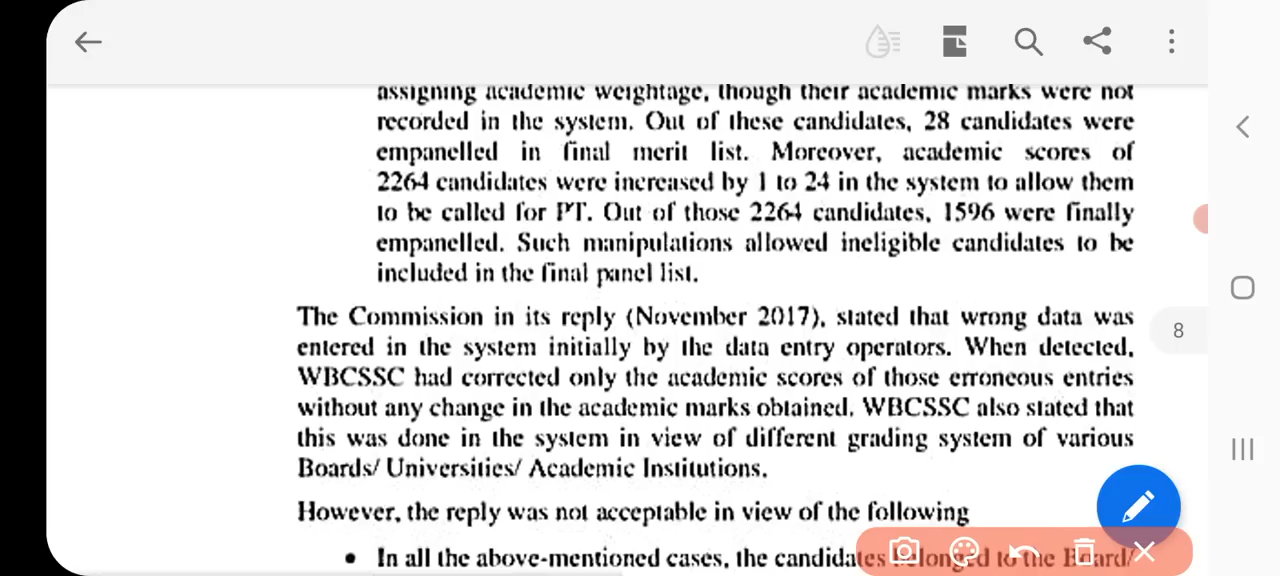 assigning academic weightage, though their academic marks were not
recorded in the system. Out of these candidates, 28 candidates were
empanelled in final merit list. Moreover, academic scores of
2264 candidates were increased by 1 to 24 in the system to allow them
to be called for PT. Out of those 2264 candidates, 1596 were finally
empanelled. Such manipulations allowed ineligible candidates to be
included in the final panel list.
The Commission in its reply (November 2017), stated that wrong data was
entered in the system initially by the data entry operators. When detected,
WBCSSC had corrected only the academic scores of those erroneous entries
without any change in the academic marks obtained. WBCSSC also stated that
this was done in the system in view of different grading system of various
Boards/ Universities/ Academic Institutions.
8
However, the reply was not acceptable in view of the following
• In all the above-mentioned cases, the candidates belonged to the Board/